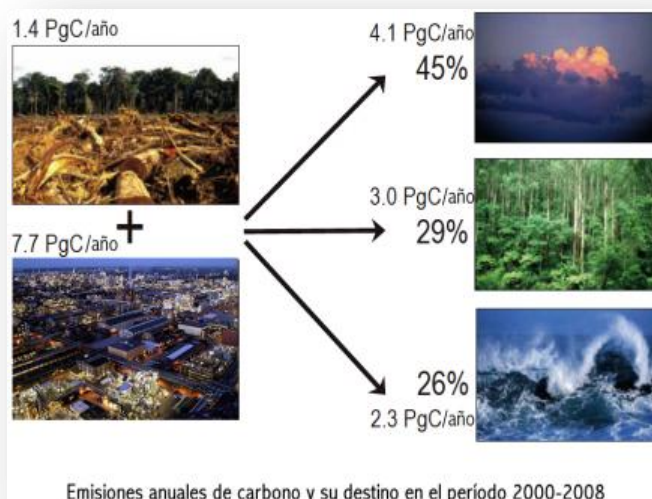 1.4 PgC/año
+
7.7 PgC/año
4.1 PgC/año
45%
3.0 PgC/año
29%
26%
2.3 PgC/año
Emisiones anuales de carbono y su destino en el período 2000-2008